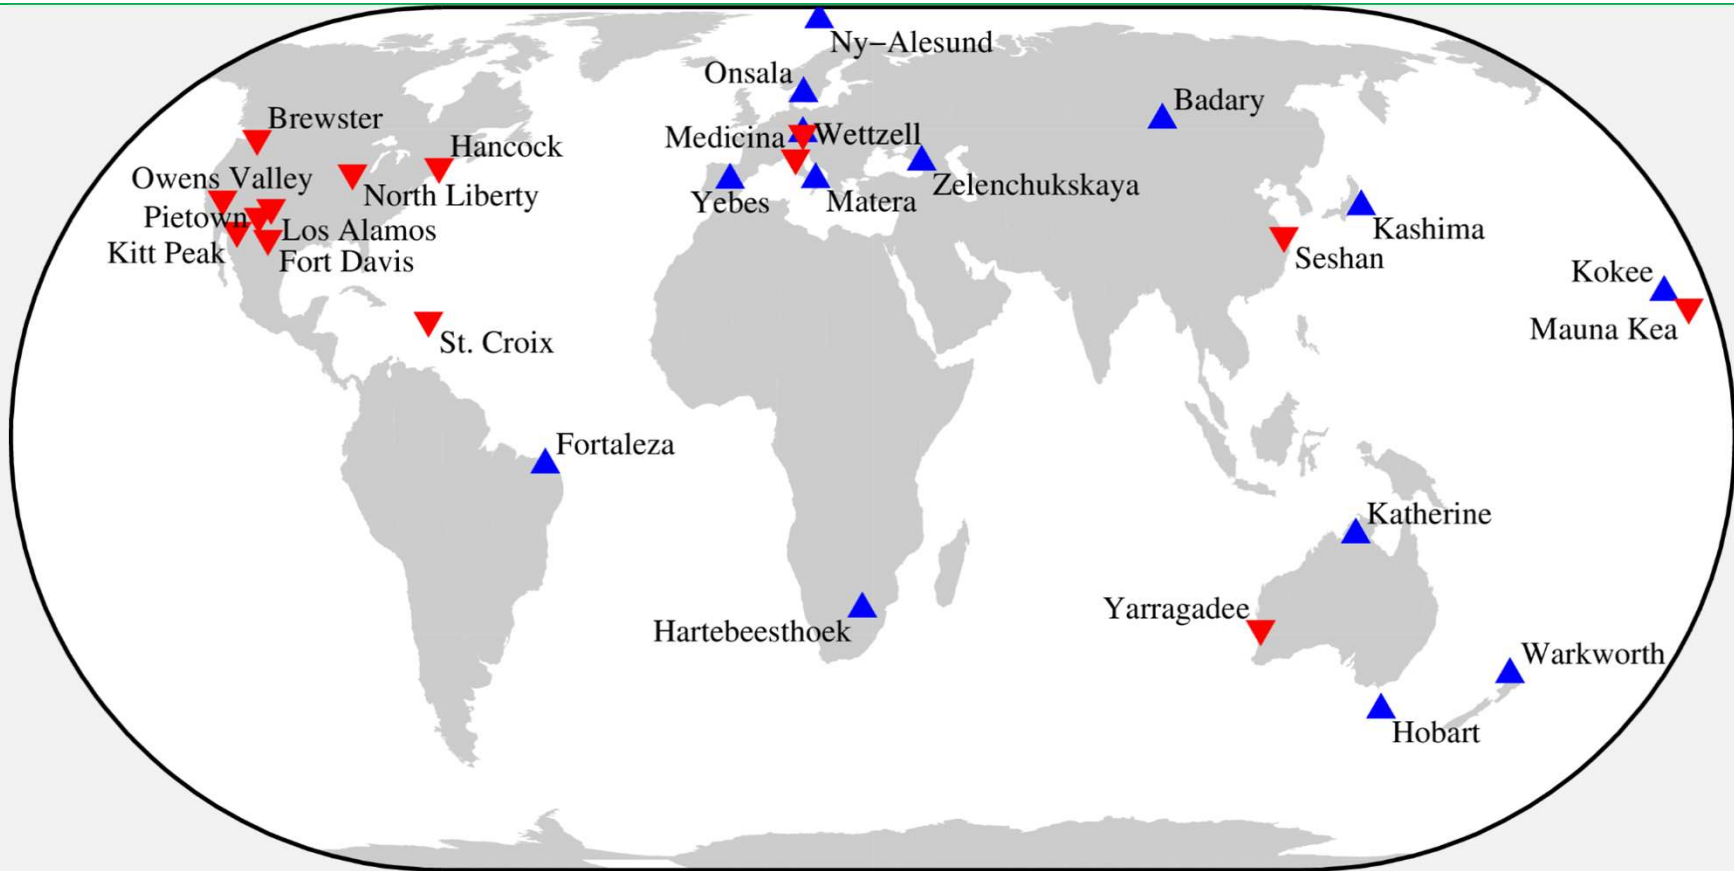 Ny−Alesund
Onsala
Badary
Brewster
Medicina
Wettzell
Hancock
Owens Valley
North Liberty
Zelenchukskaya
Yebes
Matera
Pietown
Los Alamos
Kashima
Kitt Peak
Fort Davis
Seshan
Kokee
Mauna Kea
St. Croix
Fortaleza
Katherine
Yarragadee
Hartebeesthoek
Warkworth
Hobart